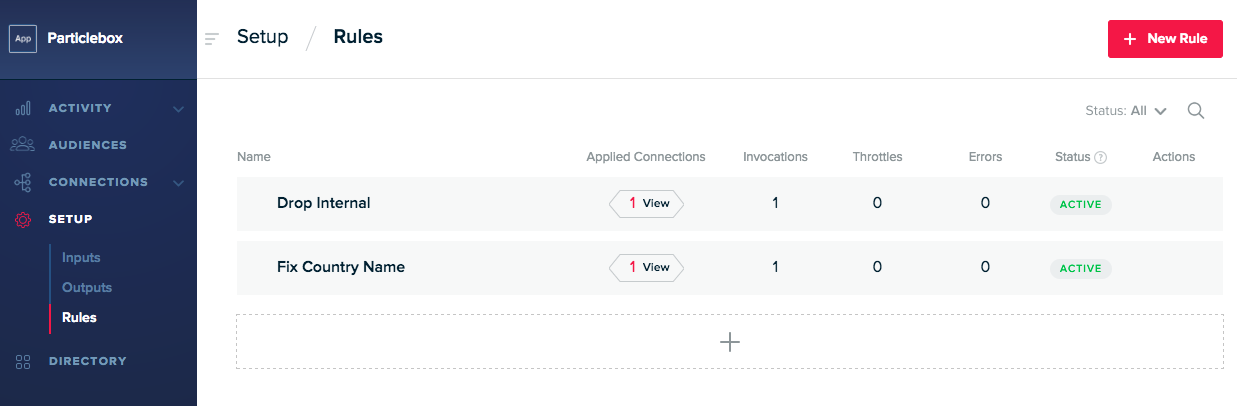 App Particlebox
Setup / Rules
+ New Rule
ACTIVITY
AUDIENCES
CONNECTIONS
SETUP
Inputs
Outputs
Rules
DIRECTORY
Status: All
Name Applied Connections Invocations Throttles Errors Status ? Actions
Drop Internal 1 View 1 0 0 ACTIVE
Fix Country Name 1 View 1 0 0 ACTIVE
+